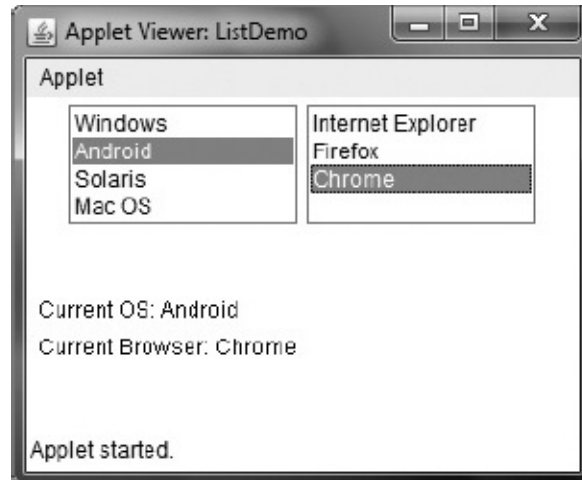 Applet Viewer: ListDemo
Applet
Windows
Android
Solaris
Mac OS
Internet Explorer
Firefox
Chrome
Current OS: Android
Current Browser: Chrome
Applet started.